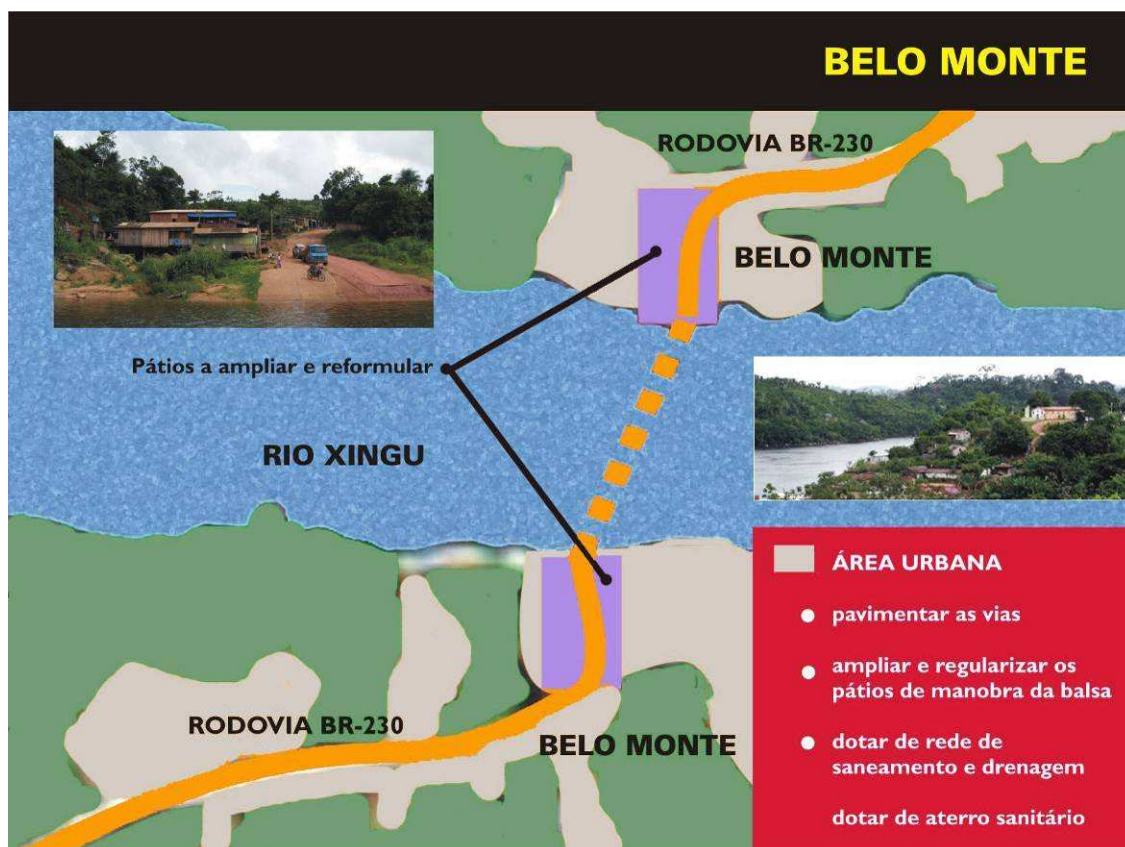 BELO MONTE
RODOVIA BR-230
BELO MONTE
Pátios a ampliar e reformular
RIO XINGU
RODOVIA BR-230
BELO MONTE
ÁREA URBANA
pavimentar as vias
ampliar e regularizar os
pátios de manobra da balsa
dotar de rede de
saneamento e drenagem
dotar de aterro sanitário